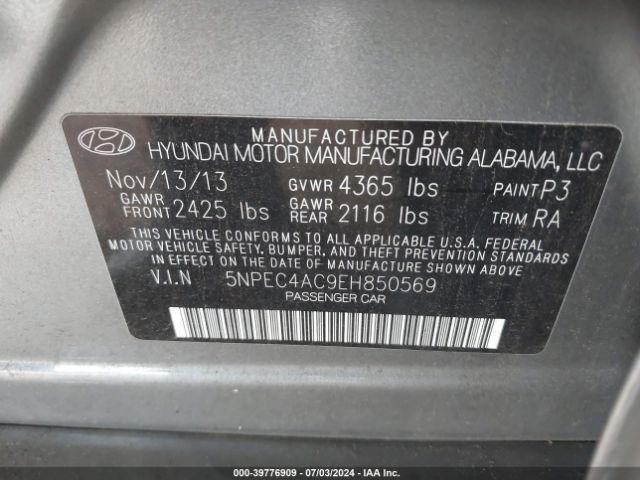 MANUFACTURED BY
HYUNDAI MOTOR MANUFACTURING ALABAMA, LLC
Nov/13/13 GVWR 4365 lbs PAINT P3
GAWR FRONT 2425 lbs GAWR REAR 2116 lbs TRIM RA
THIS VEHICLE CONFORMS TO ALL APPLICABLE U.S.A. FEDERAL
MOTOR VEHICLE SAFETY, BUMPER, AND THEFT PREVENTION STANDARDS
IN EFFECT ON THE DATE OF MANUFACTURE SHOWN ABOVE.
V.I.N 5NPEC4AC9EH850569
PASSENGER CAR
000-39776909 - 07/03/2024 - IAAI.com